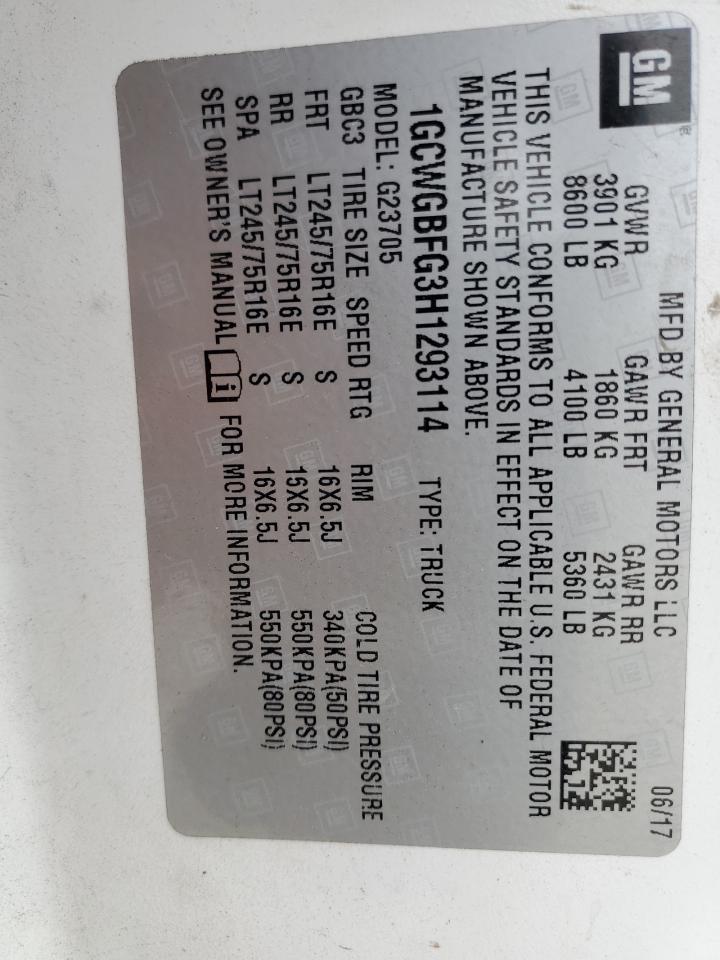 GM
MFD BY GENERAL MOTORS LLC 06/17
GVWR GAWR FRT GAWR RR
3901 KG 1860 KG 2431 KG
8600 LB 4100 LB 5360 LB
THIS VEHICLE CONFORMS TO ALL APPLICABLE U.S. FEDERAL MOTOR
VEHICLE SAFETY STANDARDS IN EFFECT ON THE DATE OF
MANUFACTURE SHOWN ABOVE.
1GCWGBFG3H1293114 TYPE: TRUCK
MODEL: G23705
GBC3 TIRE SIZE SPEED RTG RIM COLD TIRE PRESSURE
FRT LT245/75R16E S 16X6.5J 340KPA(50PSI)
RR LT245/75R16E S 16X6.5J 550KPA(80PSI)
SPA LT245/75R16E S 16X6.5J 550KPA(80PSI)
SEE OWNER'S MANUAL i FOR MORE INFORMATION.